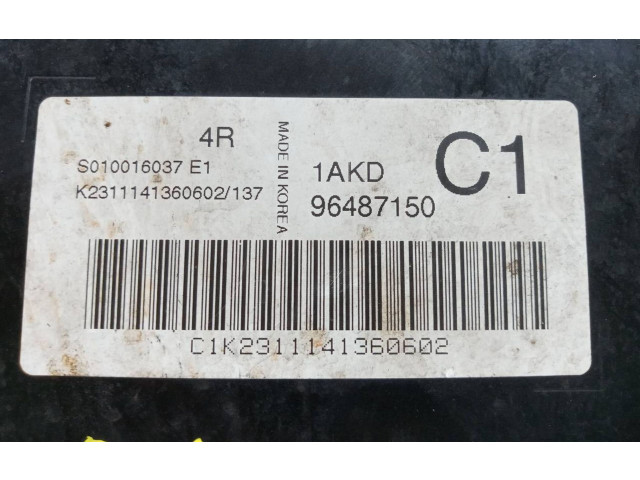 4R
S010016037 E1
K2311141360602/137
MADE IN KOREA
1AKD
96487150
C1
C1K2311141360602